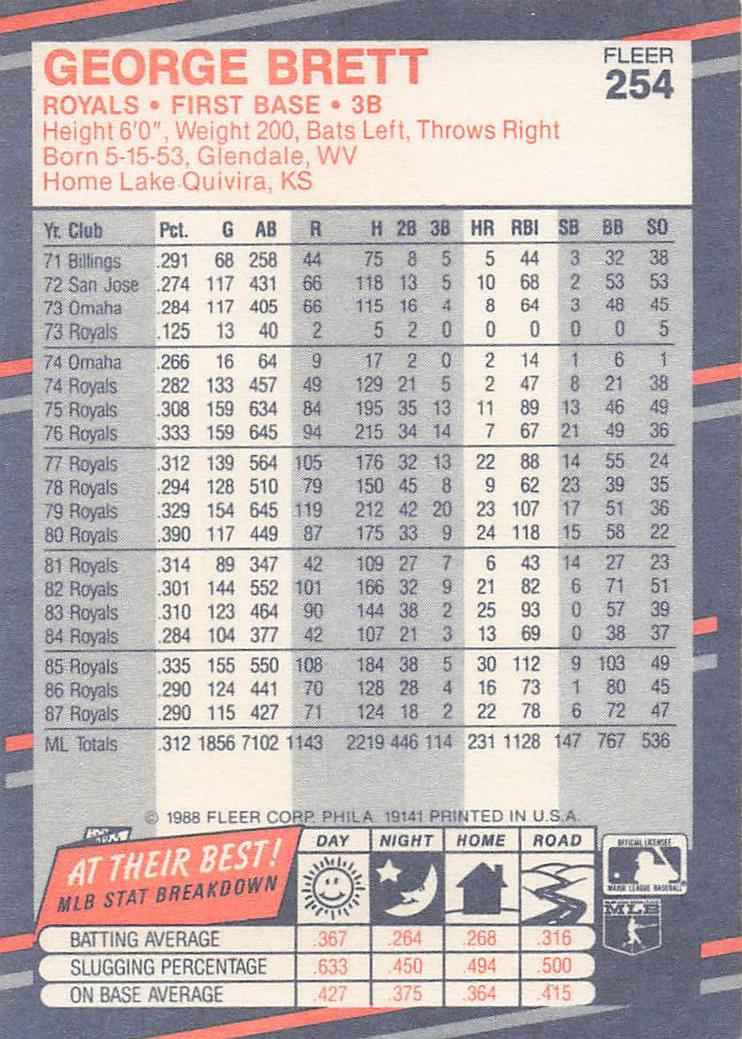 GEORGE BRETT
FLEER
254
ROYALS • FIRST BASE • 3B
Height 6'0", Weight 200, Bats Left, Throws Right
Born 5-15-53, Glendale, WV
Home Lake Quivira, KS
Yr. Club Pct. G AB R H 2B 3B HR RBI SB BB SO
71 Billings .291 68 258 44 75 8 5 5 44 3 32 38
72 San Jose .274 117 431 66 118 13 5 10 68 2 53 53
73 Omaha .284 117 405 66 115 16 4 8 64 3 48 45
73 Royals .125 13 40 2 5 2 0 0 0 0 0 5
74 Omaha .266 16 64 9 17 2 0 2 14 1 6 1
74 Royals .282 133 457 49 129 21 5 2 47 8 21 38
75 Royals .308 159 634 84 195 35 13 11 89 13 46 49
76 Royals .333 159 645 94 215 34 14 7 67 21 49 36
77 Royals .312 139 564 105 176 32 13 22 88 14 55 24
78 Royals .294 128 510 79 150 45 8 9 62 23 39 35
79 Royals .329 154 645 119 212 42 20 23 107 17 51 36
80 Royals .390 117 449 87 175 33 9 24 118 15 58 22
81 Royals .314 89 347 42 109 27 7 6 43 14 27 23
82 Royals .301 144 552 101 166 32 9 21 82 6 71 51
83 Royals .310 123 464 90 144 38 2 25 93 0 57 39
84 Royals .284 104 377 42 107 21 3 13 69 0 38 37
85 Royals .335 155 550 108 184 38 5 30 112 9 103 49
86 Royals .290 124 441 70 128 28 4 16 73 1 80 45
87 Royals .290 115 427 71 124 18 2 22 78 6 72 47
ML Totals .312 1856 7102 1143 2219 446 114 231 1128 147 767 536
© 1988 FLEER CORP. PHILA. 19141 PRINTED IN U.S.A.
AT THEIR BEST!
MLB STAT BREAKDOWN
DAY NIGHT HOME ROAD
OFFICIAL LICENSEE
MAJOR LEAGUE BASEBALL
MLB
BATTING AVERAGE .367 .264 .268 .316
SLUGGING PERCENTAGE .633 .450 .494 .500
ON BASE AVERAGE .427 .375 .364 .415